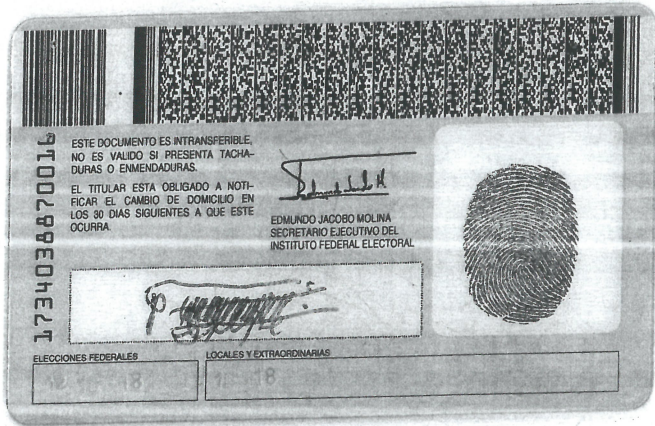 ESTE DOCUMENTO ES INTRANSFERIBLE,
NO ES VALIDO SI PRESENTA TACHA-
DURAS O ENMENDADURAS.
EL TITULAR ESTA OBLIGADO A NOTI-
FICAR EL CAMBIO DE DOMICILIO EN
LOS 30 DIAS SIGUIENTES A QUE ESTE
OCURRA.
EDMUNDO JACOBO MOLINA
SECRETARIO EJECUTIVO DEL
INSTITUTO FEDERAL ELECTORAL
1734038870016
ELECCIONES FEDERALES
LOCALES Y EXTRAORDINARIAS
18
18